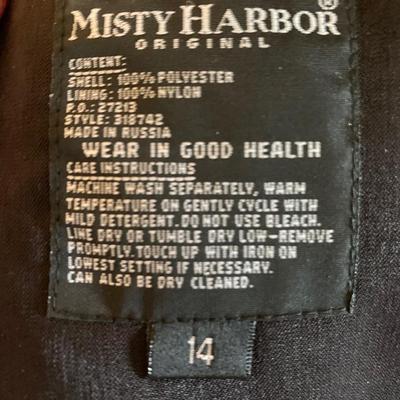 MISTY HARBOR®
ORIGINAL
CONTENT:
SHELL: 100% POLYESTER
LINING: 100% NYLON
P.O.: 27213
STYLE: 318742
MADE IN RUSSIA
WEAR IN GOOD HEALTH
CARE INSTRUCTIONS
MACHINE WASH SEPARATELY, WARM
TEMPERATURE ON GENTLY CYCLE WITH
MILD DETERGENT. DO NOT USE BLEACH.
LINE DRY OR TUMBLE DRY LOW-REMOVE
PROMPTLY. TOUCH UP WITH IRON ON
LOWEST SETTING IF NECESSARY.
CAN ALSO BE DRY CLEANED.
14